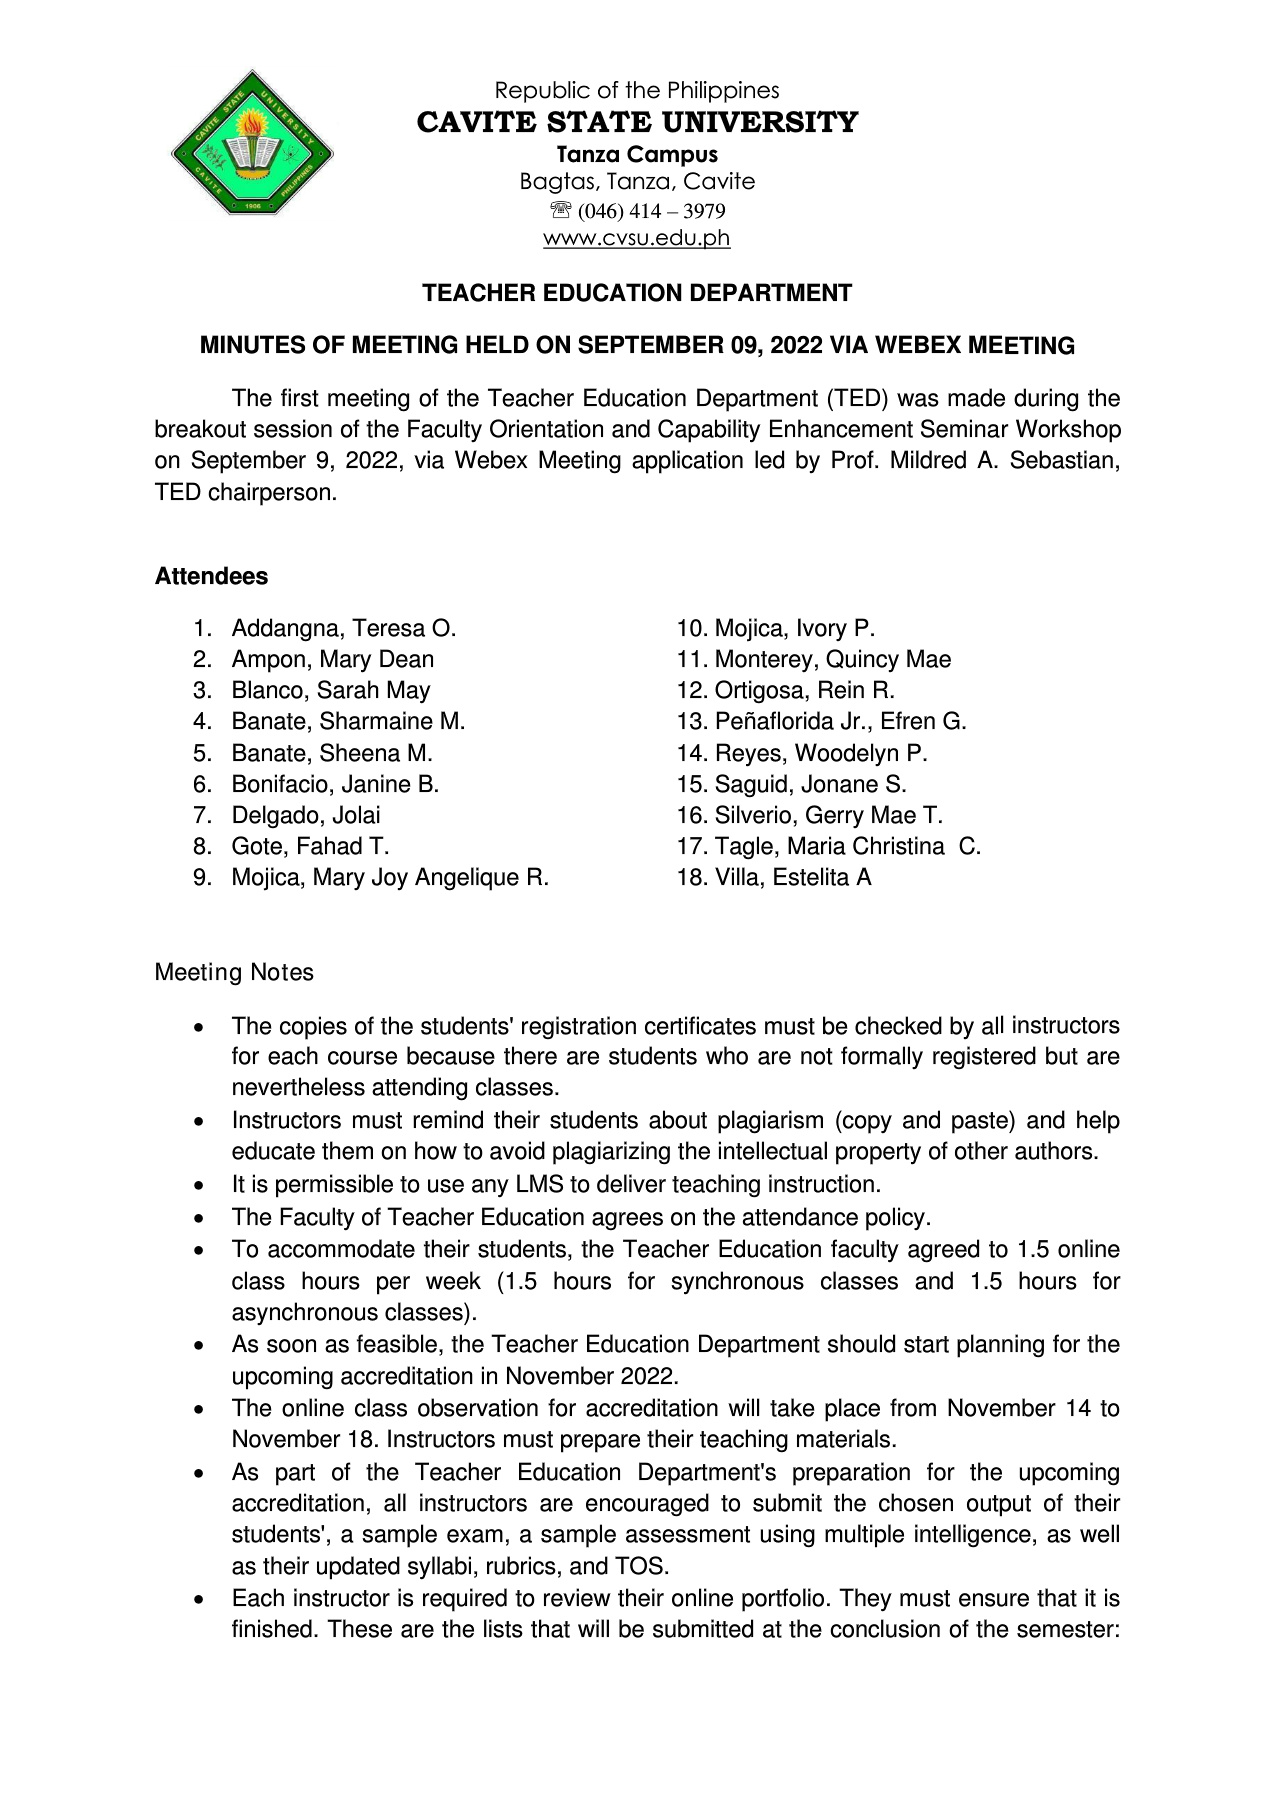 CAVITE STATE UNIVERSITY
CAVITE PHILIPPINES
1906
Republic of the Philippines
CAVITE STATE UNIVERSITY
Tanza Campus
Bagtas, Tanza, Cavite
☏ (046) 414 – 3979
www.cvsu.edu.ph
TEACHER EDUCATION DEPARTMENT
MINUTES OF MEETING HELD ON SEPTEMBER 09, 2022 VIA WEBEX MEETING
The first meeting of the Teacher Education Department (TED) was made during the
breakout session of the Faculty Orientation and Capability Enhancement Seminar Workshop
on September 9, 2022, via Webex Meeting application led by Prof. Mildred A. Sebastian,
TED chairperson.
Attendees
1. Addangna, Teresa O.
2. Ampon, Mary Dean
3. Blanco, Sarah May
4. Banate, Sharmaine M.
5. Banate, Sheena M.
6. Bonifacio, Janine B.
7. Delgado, Jolai
8. Gote, Fahad T.
9. Mojica, Mary Joy Angelique R.
10. Mojica, Ivory P.
11. Monterey, Quincy Mae
12. Ortigosa, Rein R.
13. Peñaflorida Jr., Efren G.
14. Reyes, Woodelyn P.
15. Saguid, Jonane S.
16. Silverio, Gerry Mae T.
17. Tagle, Maria Christina C.
18. Villa, Estelita A
Meeting Notes
• The copies of the students' registration certificates must be checked by all instructors
for each course because there are students who are not formally registered but are
nevertheless attending classes.
• Instructors must remind their students about plagiarism (copy and paste) and help
educate them on how to avoid plagiarizing the intellectual property of other authors.
• It is permissible to use any LMS to deliver teaching instruction.
• The Faculty of Teacher Education agrees on the attendance policy.
• To accommodate their students, the Teacher Education faculty agreed to 1.5 online
class hours per week (1.5 hours for synchronous classes and 1.5 hours for
asynchronous classes).
• As soon as feasible, the Teacher Education Department should start planning for the
upcoming accreditation in November 2022.
• The online class observation for accreditation will take place from November 14 to
November 18. Instructors must prepare their teaching materials.
• As part of the Teacher Education Department's preparation for the upcoming
accreditation, all instructors are encouraged to submit the chosen output of their
students', a sample exam, a sample assessment using multiple intelligence, as well
as their updated syllabi, rubrics, and TOS.
• Each instructor is required to review their online portfolio. They must ensure that it is
finished. These are the lists that will be submitted at the conclusion of the semester: